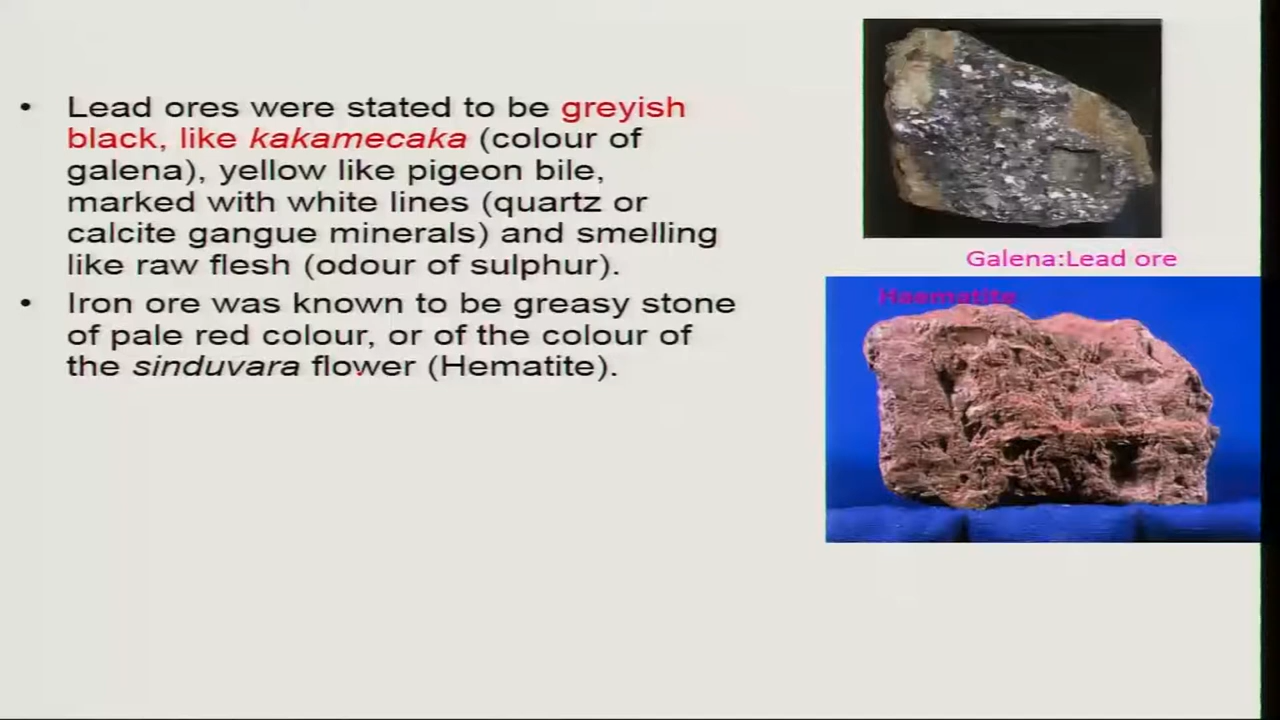 • Lead ores were stated to be greyish
black, like kakamecaka (colour of
galena), yellow like pigeon bile,
marked with white lines (quartz or
calcite gangue minerals) and smelling
like raw flesh (odour of sulphur).
• Iron ore was known to be greasy stone
of pale red colour, or of the colour of
the sinduvara flower (Hematite).
Galena:Lead ore
Haematite